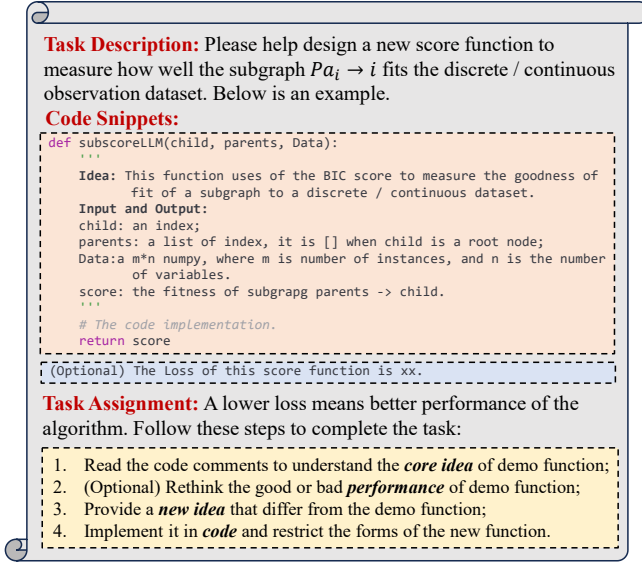 Task Description: Please help design a new score function to
measure how well the subgraph Pa_i → i fits the discrete / continuous
observation dataset. Below is an example.
Code Snippets:
def subscoreLLM(child, parents, Data):
'''
Idea: This function uses of the BIC score to measure the goodness of
fit of a subgraph to a discrete / continuous dataset.
Input and Output:
child: an index;
parents: a list of index, it is [] when child is a root node;
Data:a m*n numpy, where m is number of instances, and n is the number
of variables.
score: the fitness of subgrapg parents -> child.
'''
# The code implementation.
return score
(Optional) The Loss of this score function is xx.
Task Assignment: A lower loss means better performance of the
algorithm. Follow these steps to complete the task:
1. Read the code comments to understand the core idea of demo function;
2. (Optional) Rethink the good or bad performance of demo function;
3. Provide a new idea that differ from the demo function;
4. Implement it in code and restrict the forms of the new function.